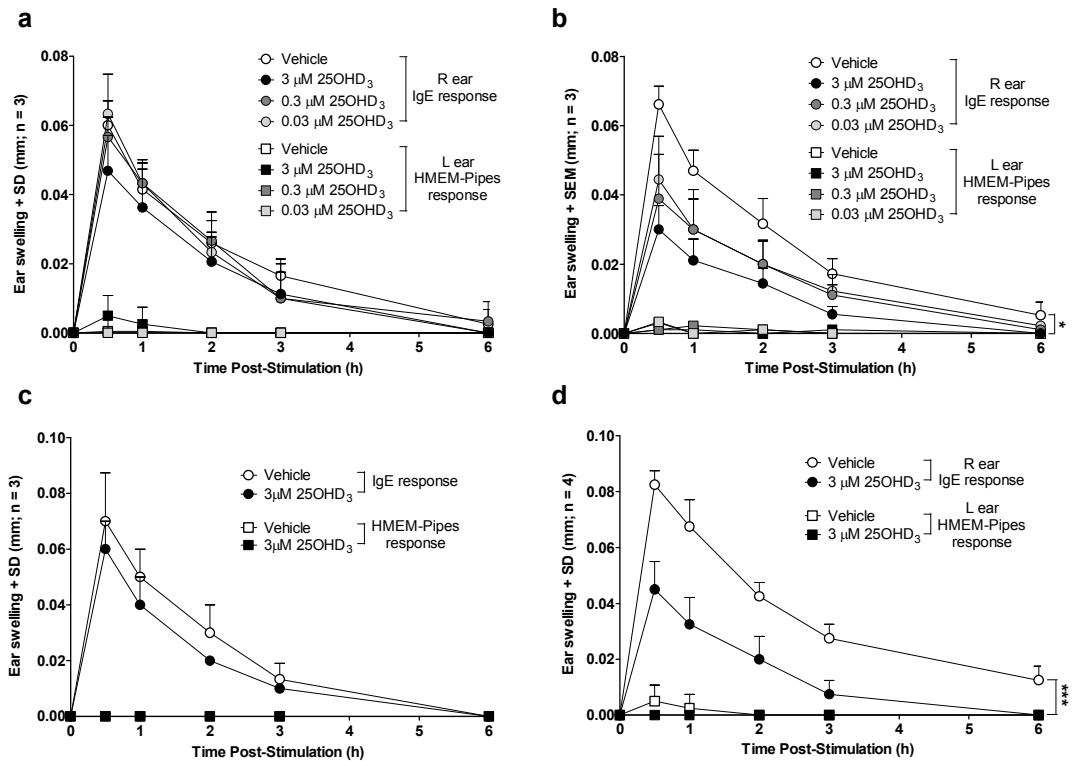 a
Ear swelling + SD (mm; n = 3)
0.08
0.06
0.04
0.02
0.00
0 1 2 3 4 5 6
Time Post-Stimulation (h)
Vehicle
3 µM 25OHD3
0.3 µM 25OHD3
0.03 µM 25OHD3
R ear
IgE response
Vehicle
3 µM 25OHD3
0.3 µM 25OHD3
0.03 µM 25OHD3
L ear
HMEM-Pipes
response
b
Ear swelling + SEM (mm; n = 3)
0.08
0.06
0.04
0.02
0.00
0 1 2 3 4 5 6
Time Post-Stimulation (h)
Vehicle
3 µM 25OHD3
0.3 µM 25OHD3
0.03 µM 25OHD3
R ear
IgE response
Vehicle
3 µM 25OHD3
0.3 µM 25OHD3
0.03 µM 25OHD3
L ear
HMEM-Pipes
response
*
c
Ear swelling + SD (mm; n = 3)
0.10
0.08
0.06
0.04
0.02
0.00
0 1 2 3 4 5 6
Time Post-Stimulation (h)
Vehicle
3µM 25OHD3
IgE response
Vehicle
3µM 25OHD3
HMEM-Pipes
response
d
Ear swelling + SD (mm; n = 4)
0.10
0.08
0.06
0.04
0.02
0.00
0 1 2 3 4 5 6
Time Post-Stimulation (h)
Vehicle
3 µM 25OHD3
R ear
IgE response
Vehicle
3 µM 25OHD3
L ear
HMEM-Pipes
response
***